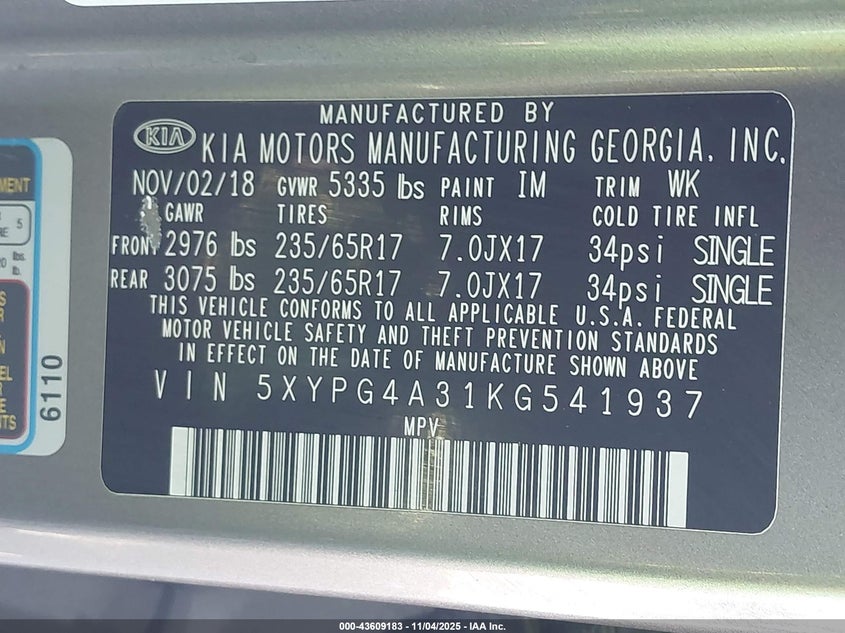 MANUFACTURED BY
KIA KIA MOTORS MANUFACTURING GEORGIA, INC.
NOV/02/18 GVWR 5335 lbs PAINT IM TRIM WK
GAWR TIRES RIMS COLD TIRE INFL
FRONT 2976 lbs 235/65R17 7.0JX17 34psi SINGLE
REAR 3075 lbs 235/65R17 7.0JX17 34psi SINGLE
THIS VEHICLE CONFORMS TO ALL APPLICABLE U.S.A. FEDERAL
MOTOR VEHICLE SAFETY AND THEFT PREVENTION STANDARDS
IN EFFECT ON THE DATE OF MANUFACTURE SHOWN ABOVE
VIN 5XYPG4A31KG541937
MPV
5
lbs.
6110
000-43609183 - 11/04/2025 - IAA Inc.